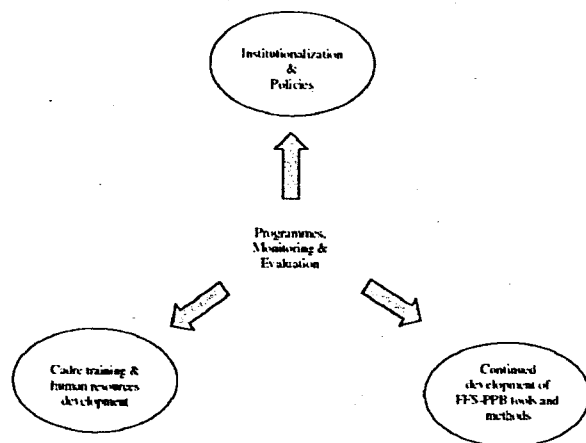 Institutionalization
&
Policies
Programmes,
Monitoring &
Evaluation
Cadre training &
human resources
development
Continued
development of
FFS-PPB tools and
methods